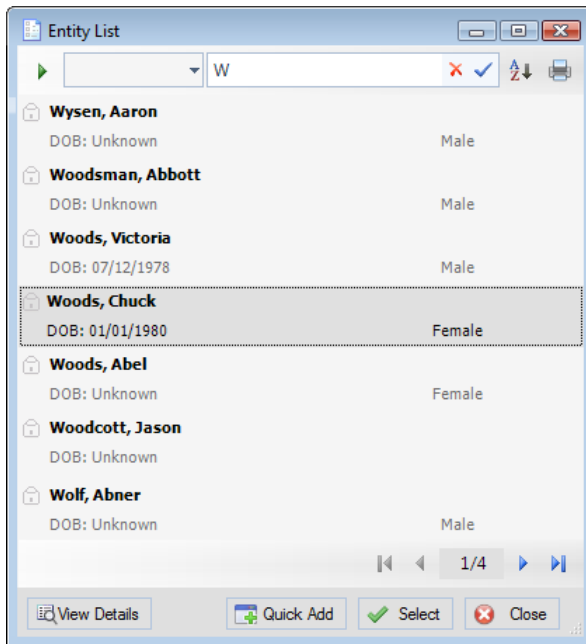 Entity List
W
A Z
Wysen, Aaron
DOB: Unknown Male
Woodsman, Abbott
DOB: Unknown Male
Woods, Victoria
DOB: 07/12/1978 Male
Woods, Chuck
DOB: 01/01/1980 Female
Woods, Abel
DOB: Unknown Female
Woodcott, Jason
DOB: Unknown
Wolf, Abner
DOB: Unknown Male
1/4
View Details Quick Add Select Close